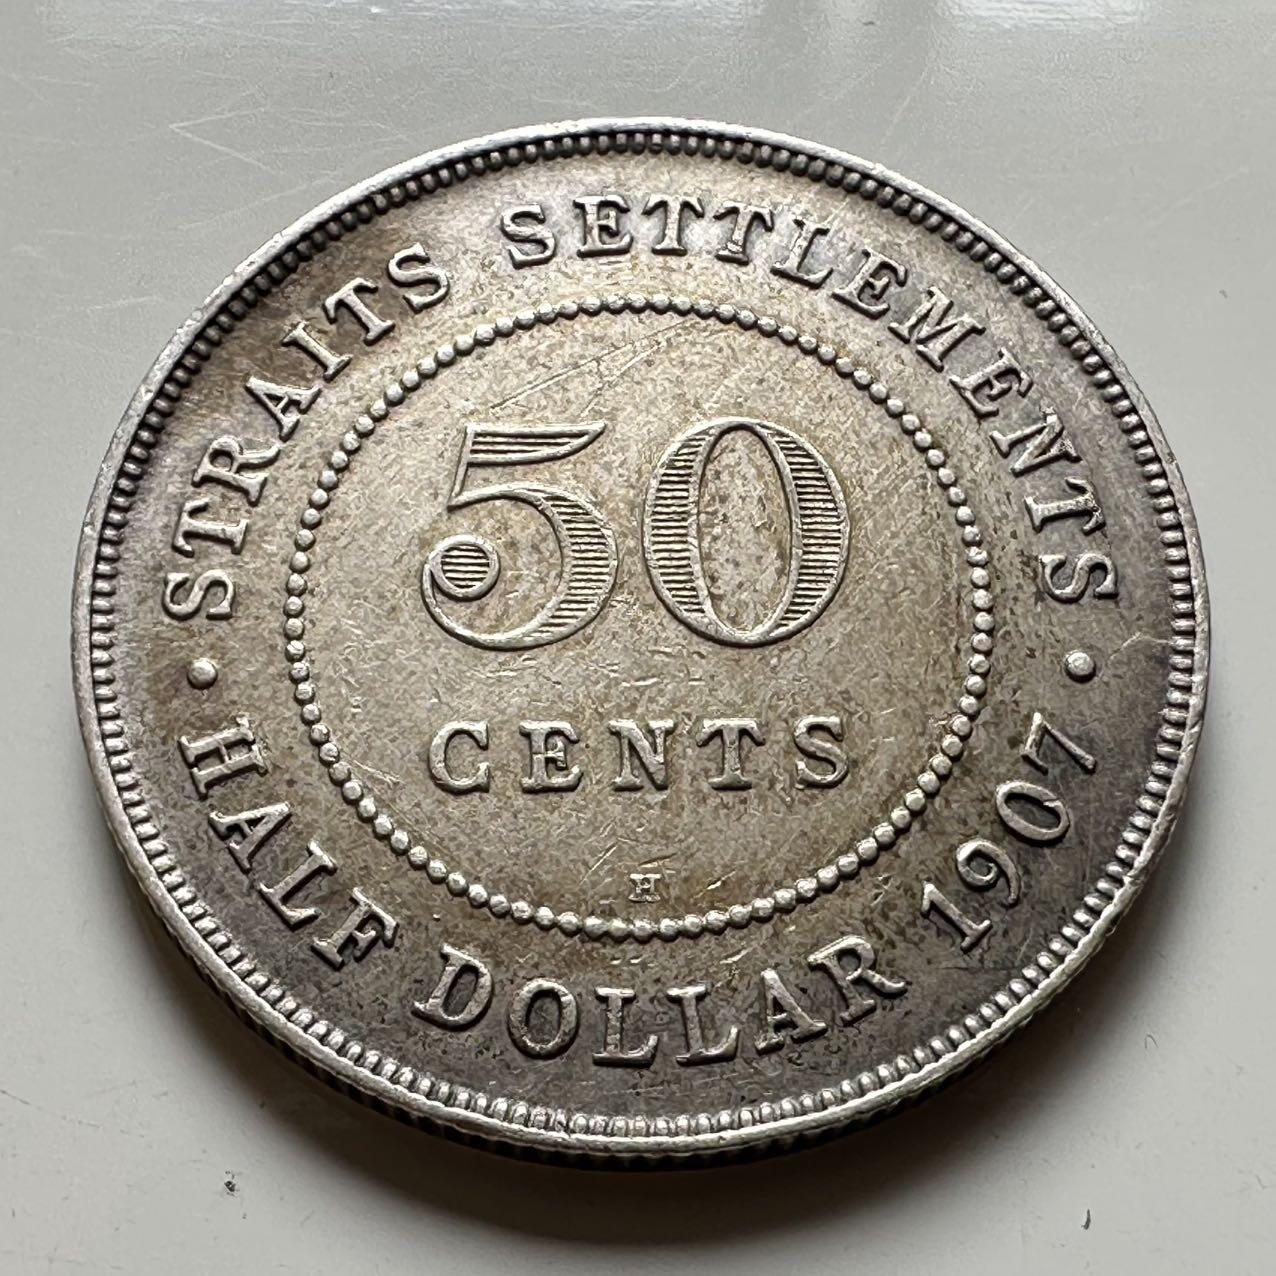 STRAITS SETTLEMENTS
50
CENTS
H
· HALF DOLLAR 1907 ·